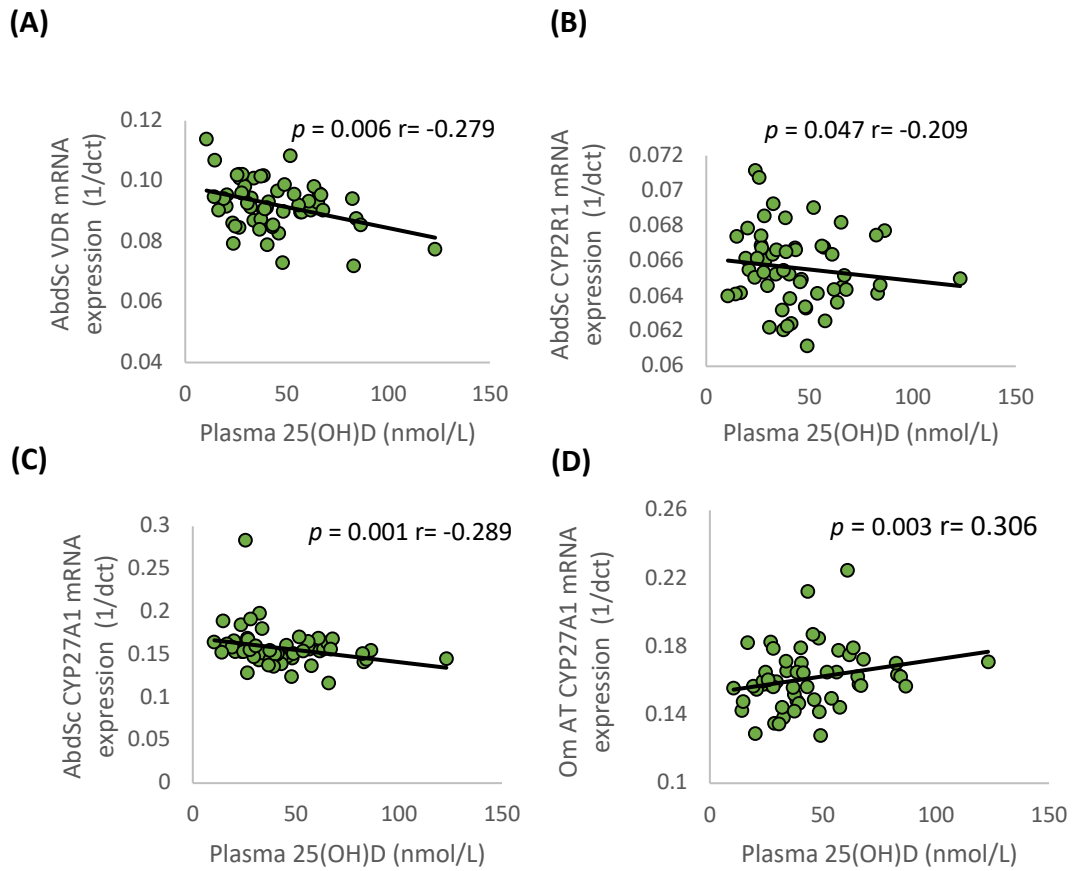 (A)
p = 0.006 r= -0.279
AbdSc VDR mRNA
expression (1/dct)
0.12
0.10
0.08
0.06
0.04
0
50
100
150
Plasma 25(OH)D (nmol/L)
(B)
p = 0.047 r= -0.209
AbdSc CYP2R1 mRNA
expression (1/dct)
0.072
0.07
0.068
0.066
0.064
0.062
0.06
0
50
100
150
Plasma 25(OH)D (nmol/L)
(C)
p = 0.001 r= -0.289
AbdSc CYP27A1 mRNA
expression (1/dct)
0.3
0.25
0.2
0.15
0.1
0.05
0
0
50
100
150
Plasma 25(OH)D (nmol/L)
(D)
p = 0.003 r= 0.306
Om AT CYP27A1 mRNA
expression (1/dct)
0.26
0.22
0.18
0.14
0.1
0
50
100
150
Plasma 25(OH)D (nmol/L)